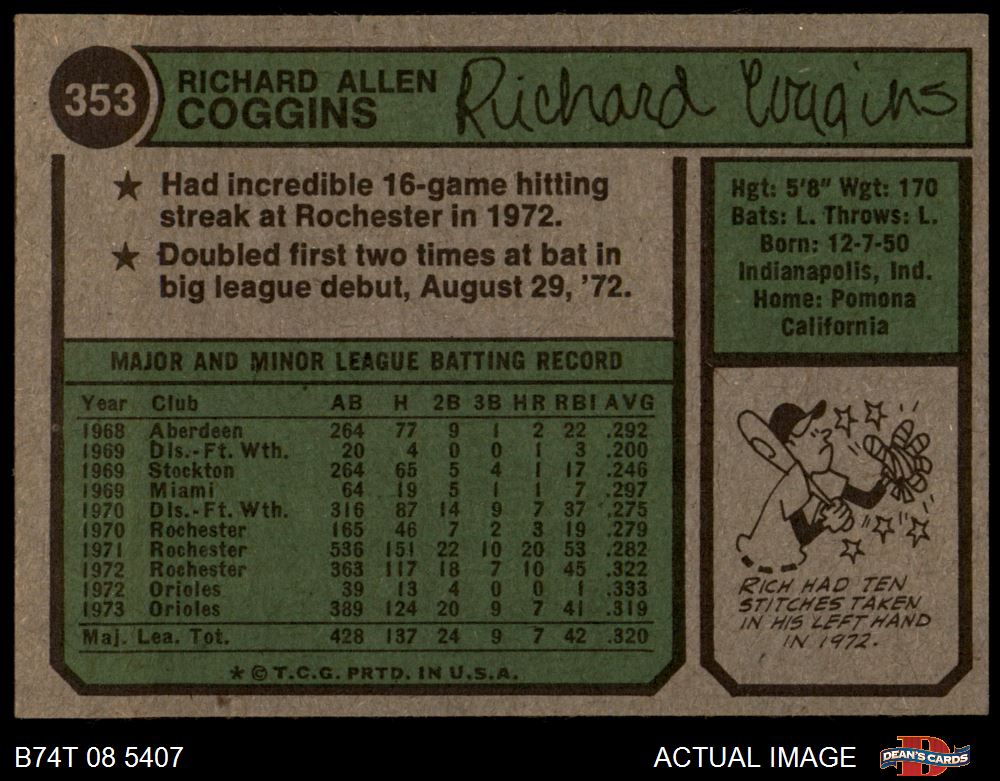 353
RICHARD ALLEN
COGGINS
Richard Coggins
★ Had incredible 16-game hitting
streak at Rochester in 1972.
★ Doubled first two times at bat in
big league debut, August 29, '72.
Hgt: 5'8" Wgt: 170
Bats: L. Throws: L.
Born: 12-7-50
Indianapolis, Ind.
Home: Pomona
California
MAJOR AND MINOR LEAGUE BATTING RECORD
Year Club AB H 2B 3B HR RBI AVG
1968 Aberdeen 264 77 9 1 2 22 .292
1969 Dls.-Ft. Wth. 20 4 0 0 1 3 .200
1969 Stockton 264 65 5 4 1 17 .246
1969 Miami 64 19 5 1 1 7 .297
1970 Dls.-Ft. Wth. 316 87 14 9 7 37 .275
1970 Rochester 165 46 7 2 3 19 .279
1971 Rochester 536 151 22 10 20 53 .282
1972 Rochester 363 117 18 7 10 45 .322
1972 Orioles 39 13 4 0 0 1 .333
1973 Orioles 389 124 20 9 7 41 .319
Maj. Lea. Tot. 428 137 24 9 7 42 .320
* © T.C.G. PRTD. IN U.S.A.
RICH HAD TEN
STITCHES TAKEN
IN HIS LEFT HAND
IN 1972.
B74T 08 5407
ACTUAL IMAGE
DEAN'S CARDS